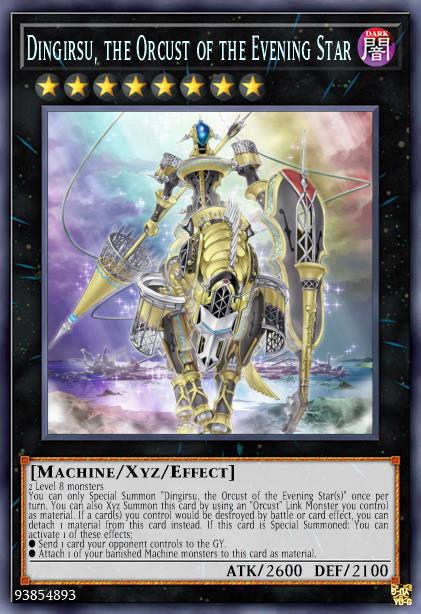 DINGIRSU, THE ORCUST OF THE EVENING STAR
DARK
闇
[MACHINE/XYZ/EFFECT]
2 Level 8 monsters
You can only Special Summon "Dingirsu, the Orcust of the Evening Star(s)" once per
turn. You can also Xyz Summon this card by using an "Orcust" Link Monster you control
as material. If a card(s) you control would be destroyed by battle or card effect, you can
detach 1 material from this card instead. If this card is Special Summoned: You can
activate 1 of these effects;
● Send 1 card your opponent controls to the GY.
● Attach 1 of your banished Machine monsters to this card as material.
ATK/2600 DEF/2100
93854893